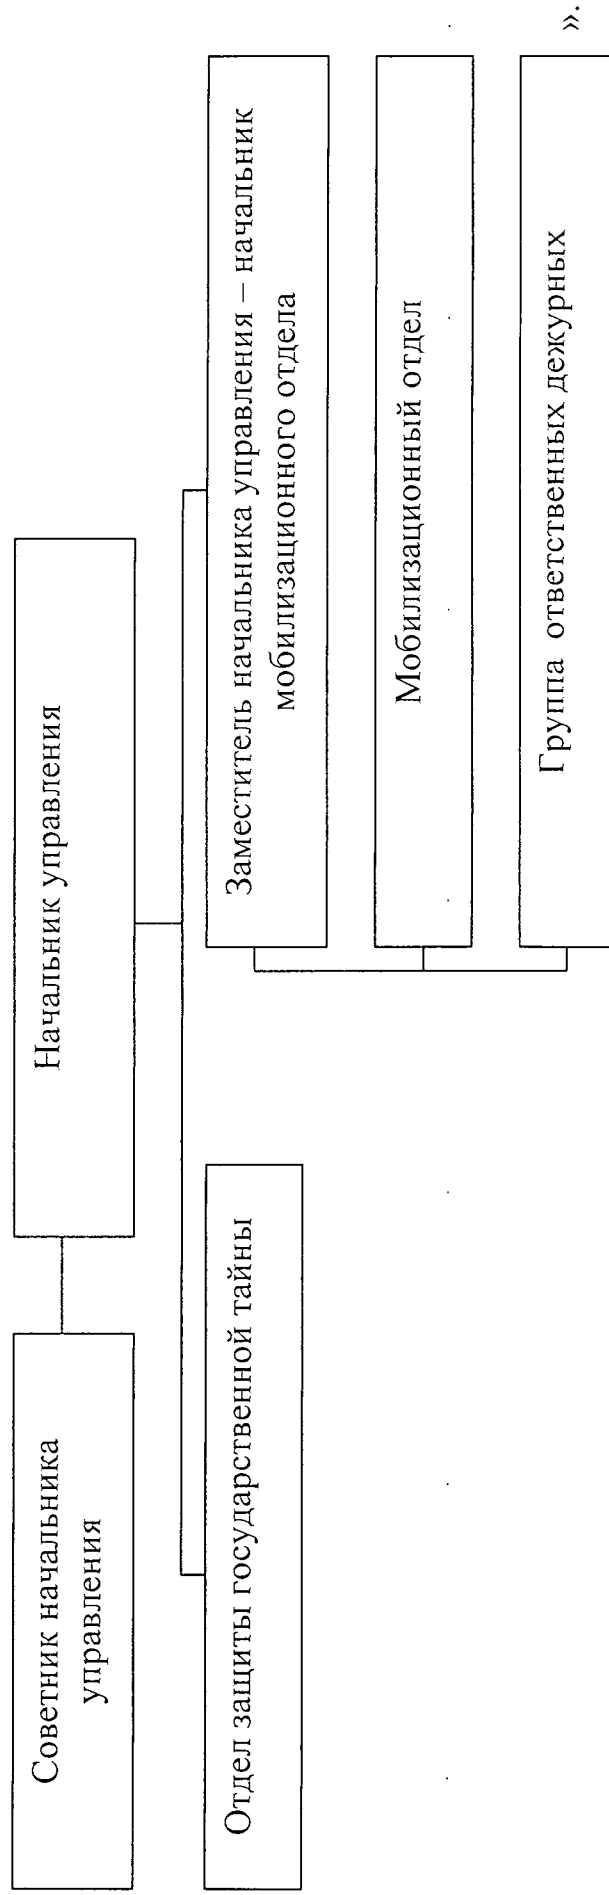 Советник начальника
управления
Начальник управления
Отдел защиты государственной тайны
Заместитель начальника управления – начальник
мобилизационного отдела
Мобилизационный отдел
Группа ответственных дежурных
».